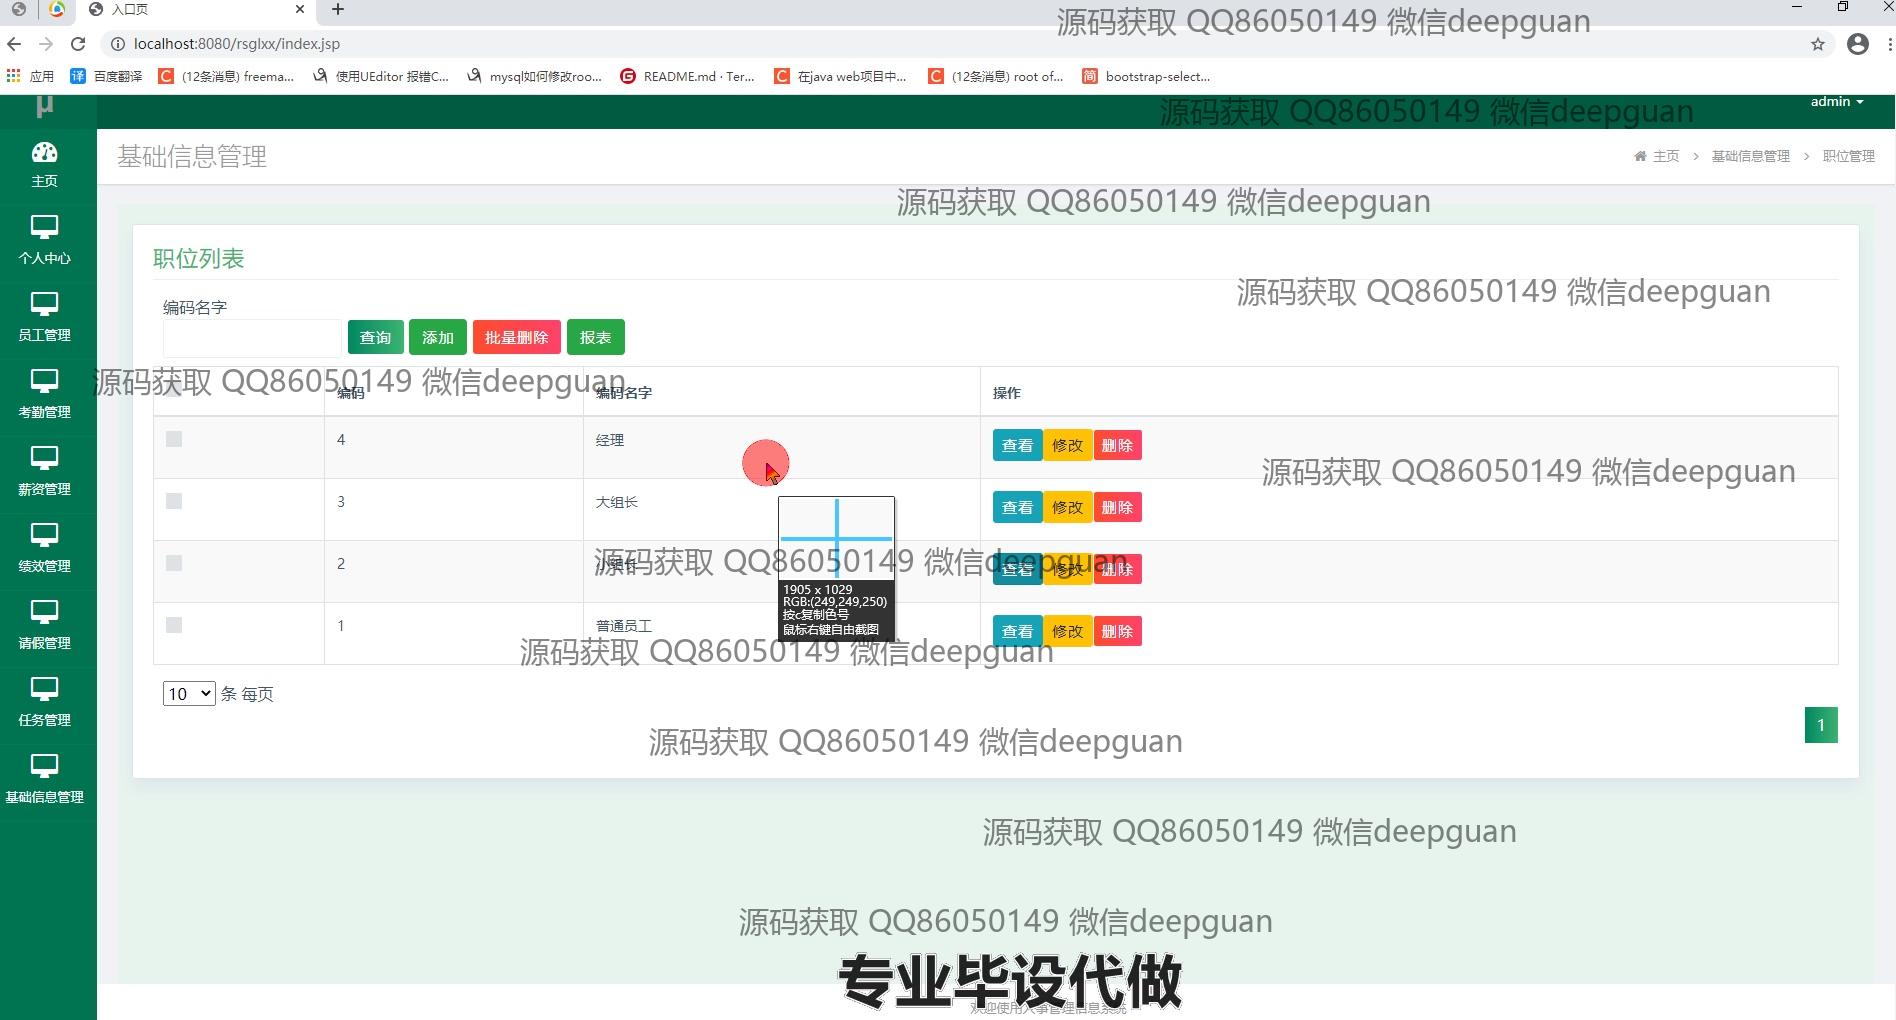 入口页
源码获取 QQ86050149 微信deepguan
localhost:8080/rsglxx/index.jsp
应用 百度翻译 (12条消息) freema... 使用UEditor 报错C... mysql如何修改roo... README.md · Ter... 在java web项目中... (12条消息) root of... bootstrap-select...
μ
源码获取 QQ86050149 微信deepguan
admin
基础信息管理
主页 > 基础信息管理 > 职位管理
主页
源码获取 QQ86050149 微信deepguan
个人中心
职位列表
源码获取 QQ86050149 微信deepguan
编码名字
员工管理
查询 添加 批量删除 报表
源码获取 QQ86050149 微信deepguan
编码 编码名字 操作
考勤管理
4 经理 查看 修改 删除
源码获取 QQ86050149 微信deepguan
薪资管理
3 大组长 查看 修改 删除
源码获取 QQ86050149 微信deepguan
2 小组长 查看 修改 删除
绩效管理
1905 x 1029
RGB:(249,249,250)
按c复制色号
鼠标右键自由截图
1 普通员工 查看 修改 删除
请假管理
源码获取 QQ86050149 微信deepguan
10 条 每页
任务管理
1
源码获取 QQ86050149 微信deepguan
基础信息管理
源码获取 QQ86050149 微信deepguan
源码获取 QQ86050149 微信deepguan
专业毕设代做
欢迎使用人事管理信息系统